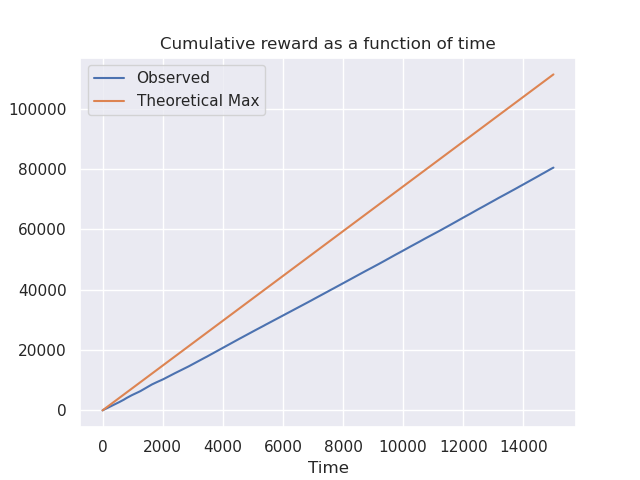 Cumulative reward as a function of time
Observed
Theoretical Max
100000
80000
60000
40000
20000
0
0 2000 4000 6000 8000 10000 12000 14000
Time